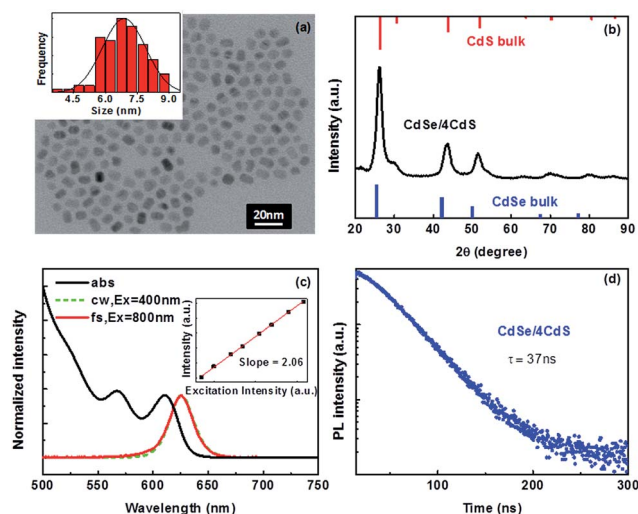 (a)
Frequency
4.5 6.0 7.5 9.0
Size (nm)
20nm
(b)
CdS bulk
CdSe/4CdS
CdSe bulk
Intensity (a.u.)
20 30 40 50 60 70 80 90
2θ (degree)
(c)
abs
cw,Ex=400nm
fs,Ex=800nm
Intensity (a.u.)
Slope = 2.06
Excitation Intensity (a.u.)
Normalized intensity
500 550 600 650 700 750
Wavelength (nm)
(d)
CdSe/4CdS
τ = 37ns
PL intensity (a.u.)
100 200 300
Time (ns)